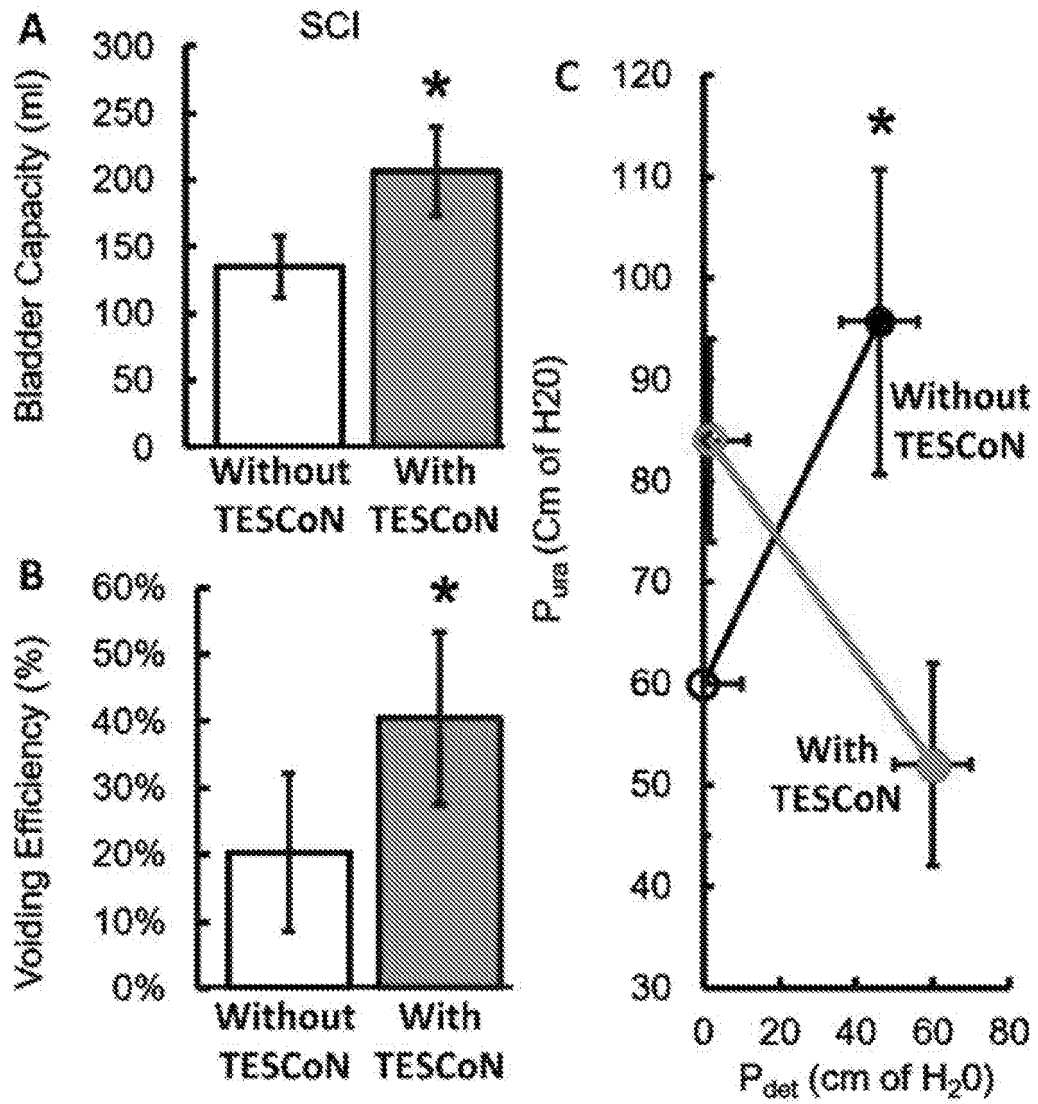 A
SCI
Bladder Capacity (ml)
300
250
200
150
100
50
0
*
Without
TESCoN
With
TESCoN
B
Voiding Efficiency (%)
60%
50%
40%
30%
20%
10%
0%
*
Without
TESCoN
With
TESCoN
C
P_ura (Cm of H20)
120
110
100
90
80
70
60
50
40
30
*
Without
TESCoN
With
TESCoN
0 20 40 60 80
P_det (cm of H₂0)